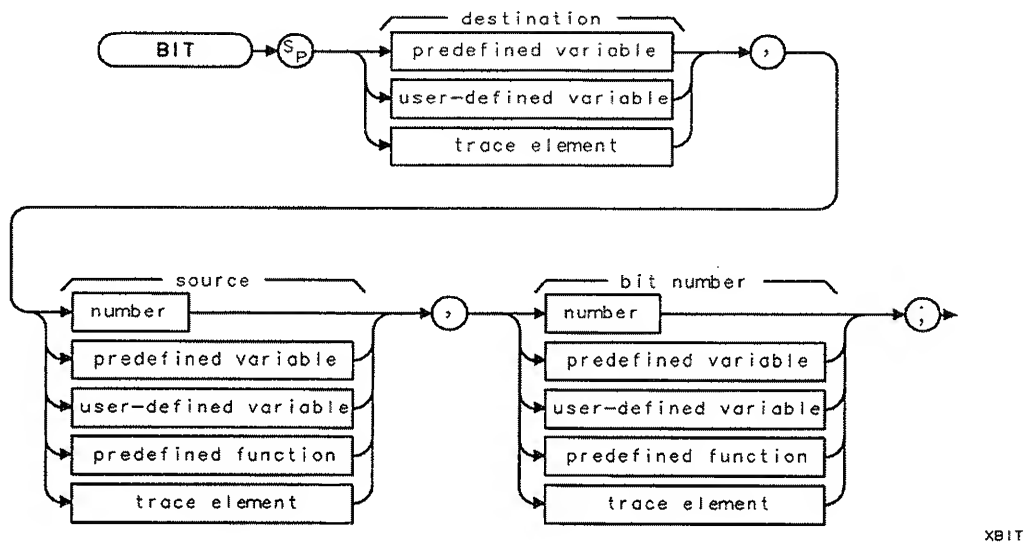 destination
BIT
SP
predefined variable
,
user-defined variable
trace element
source
number
,
predefined variable
user-defined variable
predefined function
trace element
bit number
number
;
predefined variable
user-defined variable
predefined function
trace element
XBIT